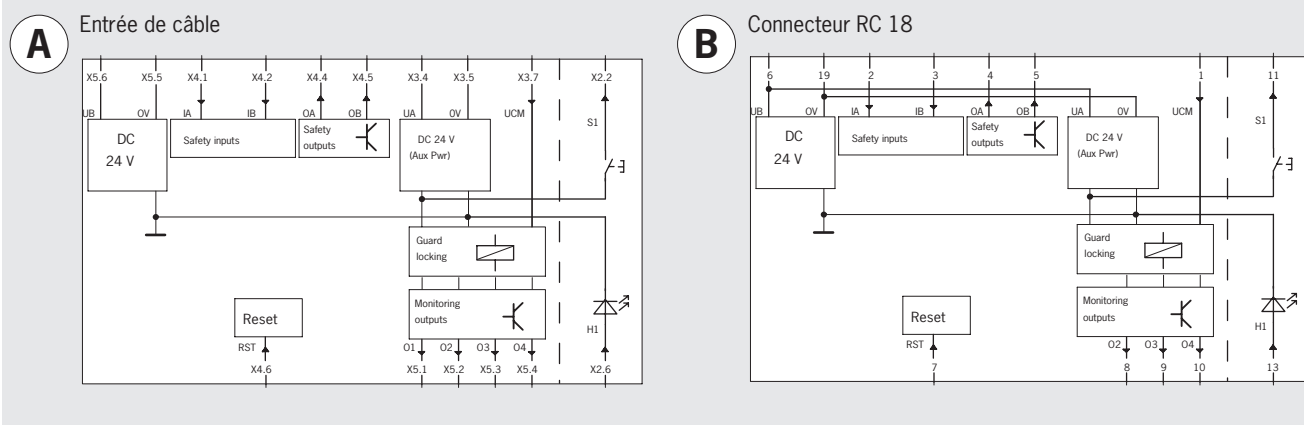 A
Entrée de câble
X5.6 X5.5 X4.1 X4.2 X4.4 X4.5 X3.4 X3.5 X3.7 X2.2
UB OV IA IB OA OB UA OV UCM
S1
DC
24 V
Safety inputs
Safety
outputs
DC 24 V
(Aux Pwr)
Guard
locking
Monitoring
outputs
Reset
H1
RST
O1 O2 O3 O4
X4.6 X5.1 X5.2 X5.3 X5.4 X2.6
B
Connecteur RC 18
6 19 2 3 4 5 1 11
UB OV IA IB OA OB UA OV UCM
S1
DC
24 V
Safety inputs
Safety
outputs
DC 24 V
(Aux Pwr)
Guard
locking
Monitoring
outputs
Reset
H1
RST
O2 O3 O4
7 8 9 10 13